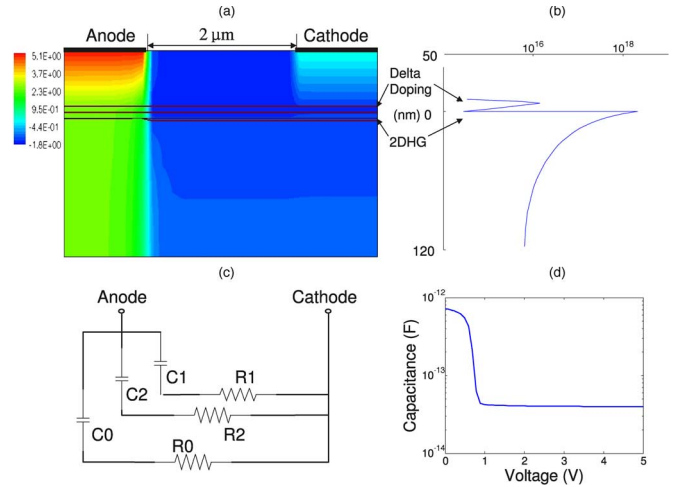 (a)
(b)
Anode
2 μm
Cathode
5.1E+00
3.7E+00
2.3E+00
9.5E-01
-4.4E-01
-1.8E+00
10^16
10^18
50
Delta
Doping
(nm) 0
2DHG
120
(c)
(d)
Anode
Cathode
C1
R1
C2
R2
C0
R0
Capacitance (F)
10^-12
10^-13
10^-14
0
1
2
3
4
5
Voltage (V)